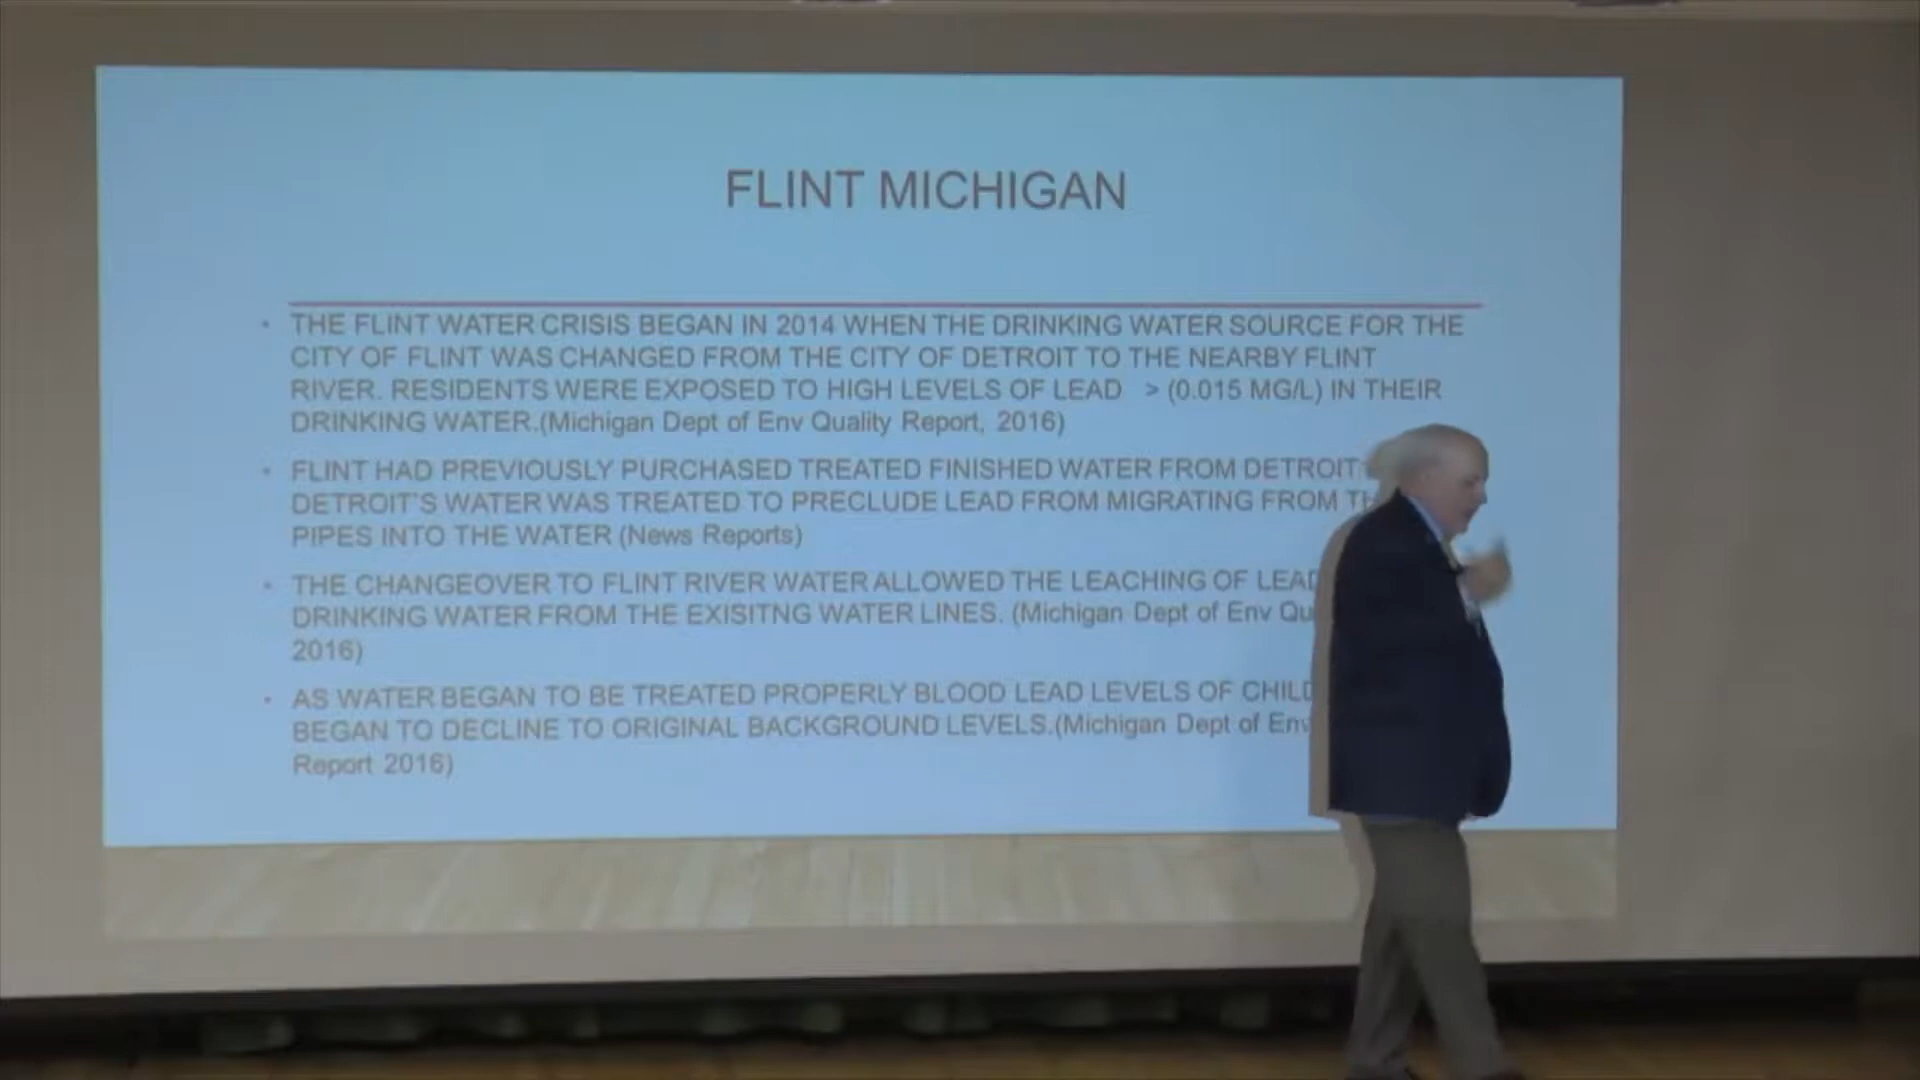 FLINT MICHIGAN
• THE FLINT WATER CRISIS BEGAN IN 2014 WHEN THE DRINKING WATER SOURCE FOR THE
CITY OF FLINT WAS CHANGED FROM THE CITY OF DETROIT TO THE NEARBY FLINT
RIVER. RESIDENTS WERE EXPOSED TO HIGH LEVELS OF LEAD > (0.015 MG/L) IN THEIR
DRINKING WATER.(Michigan Dept of Env Quality Report, 2016)
• FLINT HAD PREVIOUSLY PURCHASED TREATED FINISHED WATER FROM DETROIT
DETROIT'S WATER WAS TREATED TO PRECLUDE LEAD FROM MIGRATING FROM
PIPES INTO THE WATER (News Reports)
• THE CHANGEOVER TO FLINT RIVER WATER ALLOWED THE LEACHING OF LEAD
DRINKING WATER FROM THE EXISITNG WATER LINES. (Michigan Dept of Env
2016)
• AS WATER BEGAN TO BE TREATED PROPERLY BLOOD LEAD LEVELS OF
BEGAN TO DECLINE TO ORIGINAL BACKGROUND LEVELS.(Michigan Dept of Env
Report 2016)